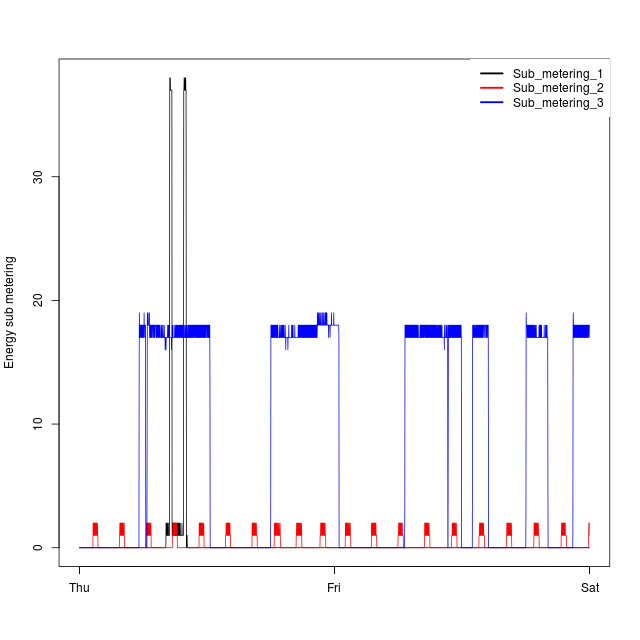 Sub_metering_1
Sub_metering_2
Sub_metering_3
Energy sub metering
30
20
10
0
Thu
Fri
Sat